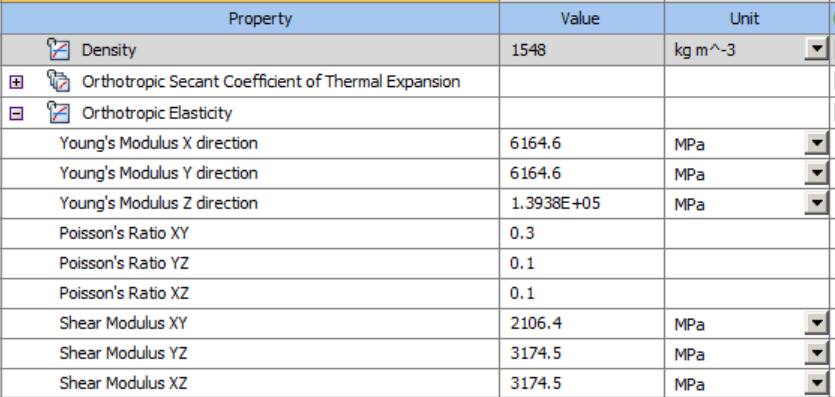 Property Value Unit
Density 1548 kg m^-3
Orthotropic Secant Coefficient of Thermal Expansion
Orthotropic Elasticity
Young's Modulus X direction 6164.6 MPa
Young's Modulus Y direction 6164.6 MPa
Young's Modulus Z direction 1.3938E+05 MPa
Poisson's Ratio XY 0.3
Poisson's Ratio YZ 0.1
Poisson's Ratio XZ 0.1
Shear Modulus XY 2106.4 MPa
Shear Modulus YZ 3174.5 MPa
Shear Modulus XZ 3174.5 MPa